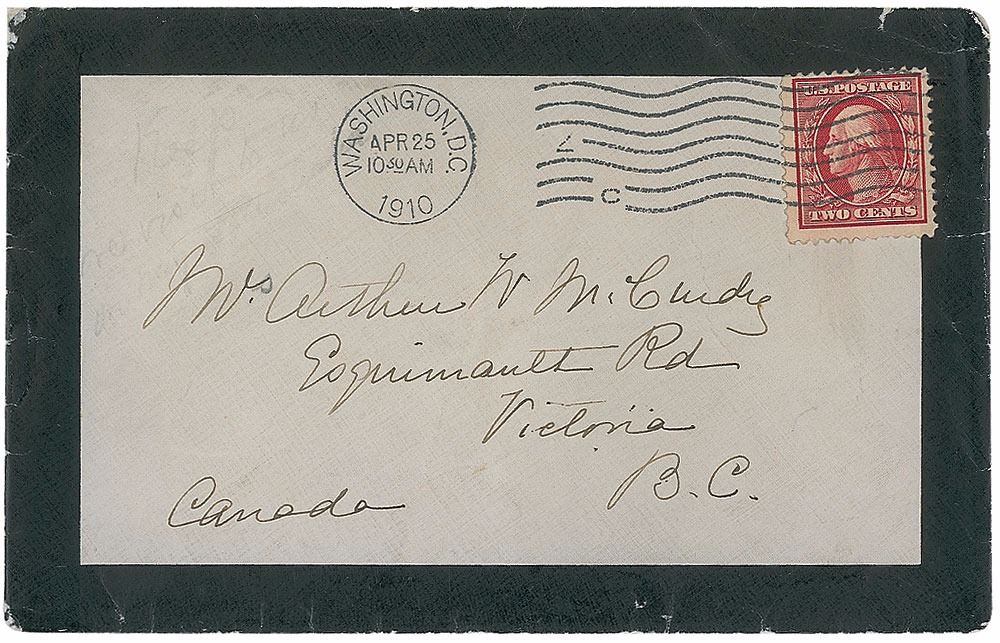 WASHINGTON, D.C.
APR 25
10 30 AM
1910
C
U.S. POSTAGE
TWO CENTS
Mrs Arthur W McCurdy
Esquimault Rd
Victoria
B.C.
Canada